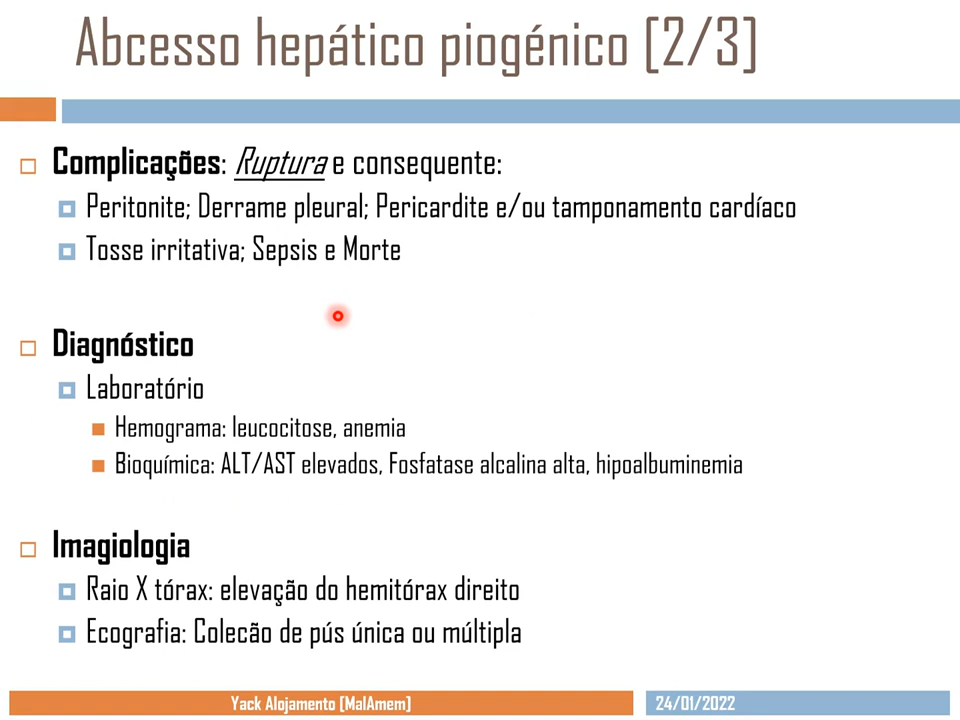 Abcesso hepático piogénico [2/3]
Complicações: Ruptura e consequente:
Peritonite; Derrame pleural; Pericardite e/ou tamponamento cardíaco
Tosse irritativa; Sepsis e Morte
Diagnóstico
Laboratório
Hemograma: leucocitose, anemia
Bioquímica: ALT/AST elevados, Fosfatase alcalina alta, hipoalbuminemia
Imagiologia
Raio X tórax: elevação do hemitórax direito
Ecografia: Colecão de pús única ou múltipla
Yack Alojamento [MalAmem]
24/01/2022